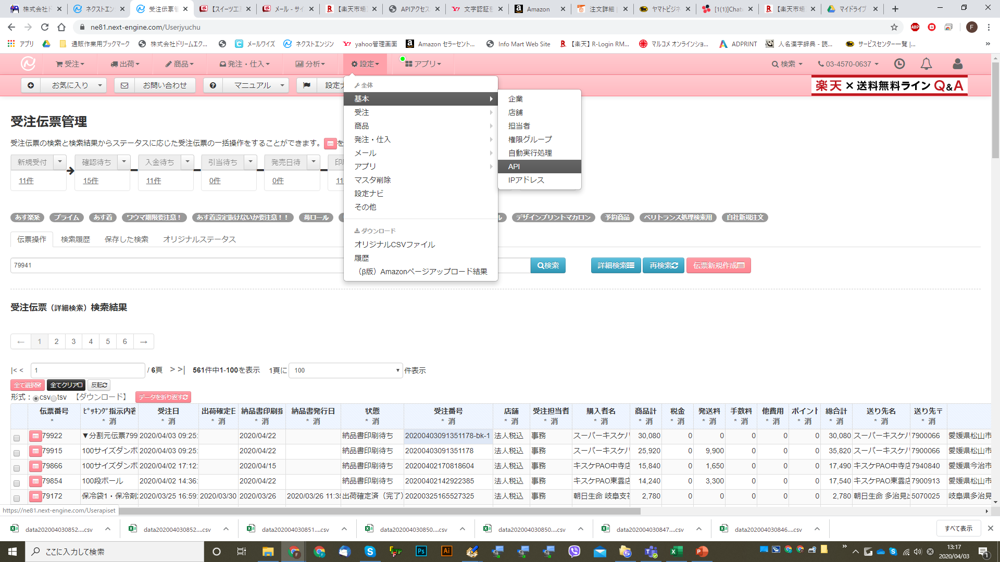 株式会社ド
ネクストエン
受注伝票管
【スイーツ工
メール - サイ
【楽天市場
APIアクセス
文字認証を
Amazon
注文詳細 |
ヤマトビジネ
[1(1)]Chat
【楽天市場
マイドライブ
ne81.next-engine.com/Userjyuchu
アプリ
通販作業用ブックマーク
株式会社ドリームエク...
メールワイズ
ネクストエンジン
yahoo管理画面
Amazon セラーセント...
Info Mart Web Site
【楽天】R-Login RM...
マルコメ オンラインショ...
ADPRINT
人名漢字辞典 - 読...
サービスセンター一覧 |...
受注 出荷 商品 発注・仕入 分析 設定 アプリ 検索 03-4570-0637
お気に入り お問い合わせ マニュアル 設定ナ
楽天×送料無料ライン Q&A
全体
基本
受注
商品
発注・仕入
メール
アプリ
マスタ削除
設定ナビ
その他
ダウンロード
オリジナルCSVファイル
履歴
（β版）Amazonページアップロード結果
企業
店舗
担当者
権限グループ
自動実行処理
API
IPアドレス
受注伝票管理
受注伝票の検索と検索結果からステータスに応じた受注伝票の一括操作をすることができます。 を
新規受付 確認待ち 入金待ち 引当待ち 発売日待 印
11件 15件 11件 0件 0件 11
あす楽系 プライム あす着 ワウマ期限要注意！ あす着設定抜けないか要注意！！ 苺ロール ル デザインプリントマカロン 予約商品 ベリトランス処理検索用 自社新規注文
伝票操作 検索履歴 保存した検索 オリジナルステータス
79941 検索 詳細検索 再検索 伝票新規作成
受注伝票（詳細検索）検索結果
← 1 2 3 4 5 6 →
|< < 1 / 6頁 > >| 561件中1-100を表示 1頁に 100 件表示
全て選択 全てクリア 反転
形式： csv tsv 【ダウンロード】 データを折り返す
伝票番号 ﾋﾟｯｷﾝｸﾞ指示内容 受注日 出荷確定日 納品書印刷指 納品書発行日 状態 受注番号 店舗 受注担当者 購入者名 商品計 税金 発送料 手数料 他費用 ポイント 総合計 送り先名 送り先〒
* * 消 * 消 * 消 * 消 * 消 * 消 * 消 * 消 * 消 * 消 * 消 * 消 * 消 * 消 * 消 * 消 * 消 * 消 * 消
79922 ▼分割元伝票799 2020/04/03 09:25: 2020/04/22 納品書印刷待ち 20200403091351178-bk-1 法人税込 事務 スーパーキスケパ 30,080 0 0 0 0 0 30,080 スーパーキスケパ 7900066 愛媛県松山市
79915 100サイズダンボ 2020/04/03 09:25: 2020/04/22 納品書印刷待ち 20200403091351178 法人税込 事務 スーパーキスケパ 25,920 0 9,900 0 0 0 35,820 スーパーキスケパ 7900066 愛媛県松山市
79866 100サイズダンボ 2020/04/02 17:12: 2020/04/15 納品書印刷待ち 20200402170818604 法人税込 事務 キスケPAO中寺店 15,840 0 1,650 0 0 0 17,490 キスケPAO中寺店 7940840 愛媛県今治市
79854 100段ボール 2020/04/02 14:36: 2020/04/22 納品書印刷待ち 20200402142922385 法人税込 事務 キスケPAO東雲店 14,240 0 3,300 0 0 0 17,540 キスケPAO東雲店 7900913 愛媛県松山市
79172 保冷袋1・保冷剤 2020/03/25 16:59: 2020/03/30 2020/03/26 2020/03/26 11:35 出荷確定済（完了） 20200325165527325 法人税込 事務 朝日生命 岐阜支社 2,780 0 0 0 0 0 2,780 朝日生命 多治見 5070025 岐阜県多治見
https://ne81.next-engine.com/Userapiset
data202004030852....csv
data202004030852....csv
data202004030851....csv
data202004030850....csv
data202004030850....csv
data202004030847....csv
data202004030846....csv
すべて表示
ここに入力して検索
13:17
2020/04/03